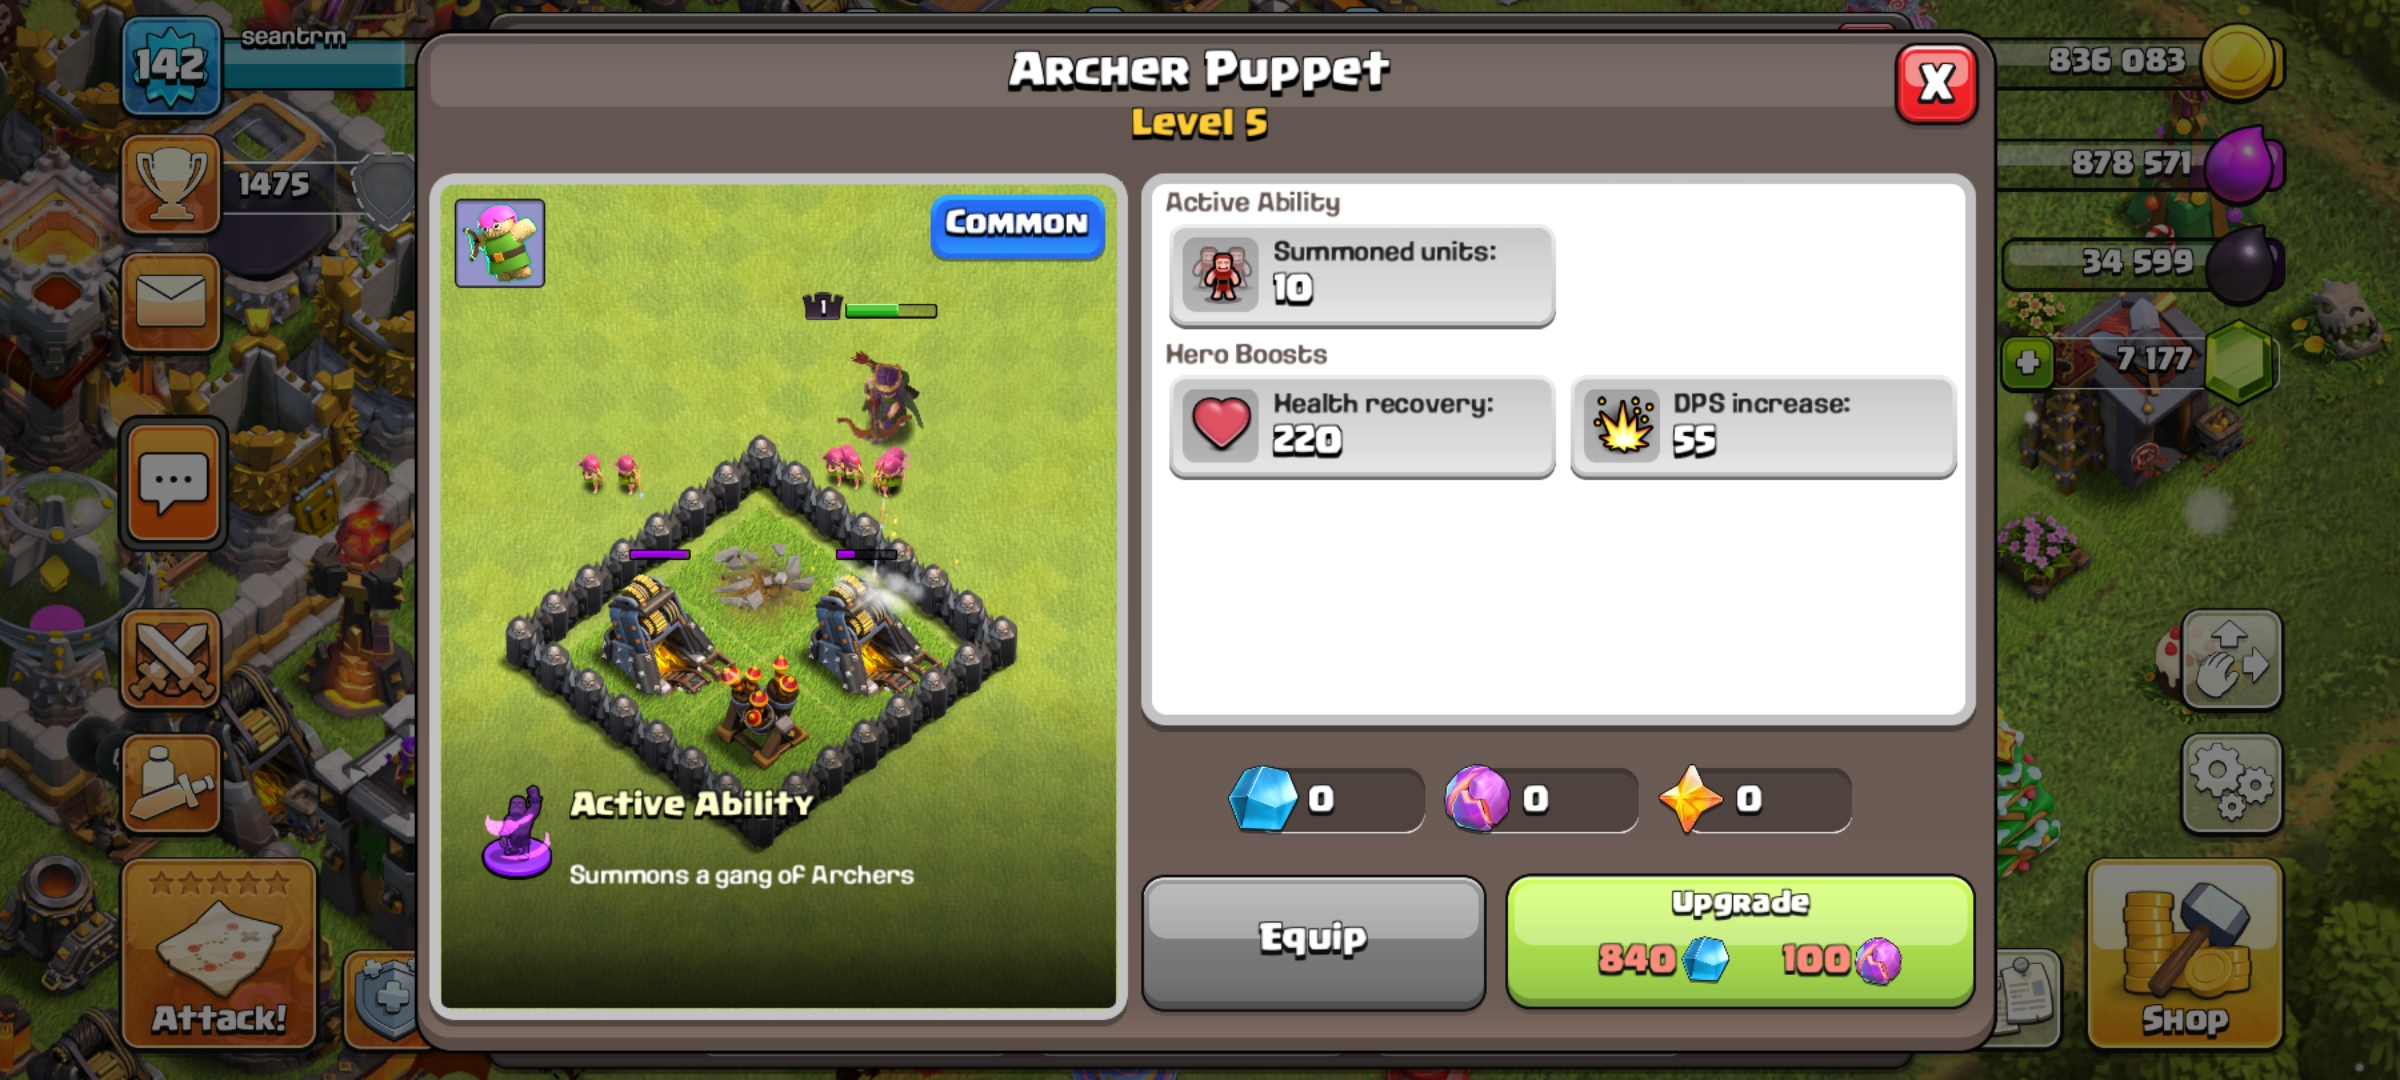 142
seantrm
1475
Attack!
Archer Puppet
Level 5
X
Common
1
Active Ability
Summons a gang of Archers
Active Ability
Summoned units:
10
Hero Boosts
Health recovery:
220
DPS increase:
55
0
0
0
Equip
Upgrade
840
100
836 083
878 571
34 599
7 177
Shop